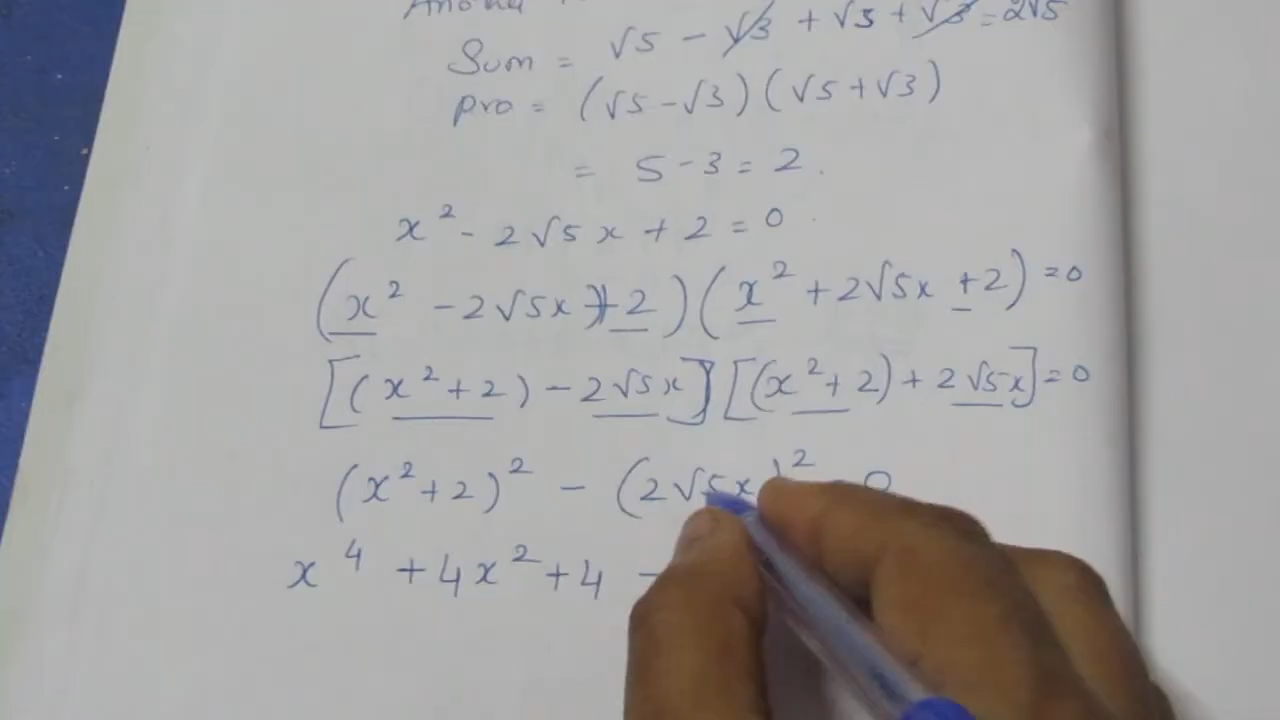 Sum = √5 - √3 + √5 + √3 = 2√5
pro = (√5 - √3) (√5 + √3)
= 5 - 3 = 2.
x² - 2√5 x + 2 = 0.
(x² - 2√5x + 2) (x² + 2√5x + 2) = 0
[(x² + 2) - 2√5x] [(x² + 2) + 2√5x] = 0
(x² + 2)² - (2√5x)² 0
x⁴ + 4x² + 4 -